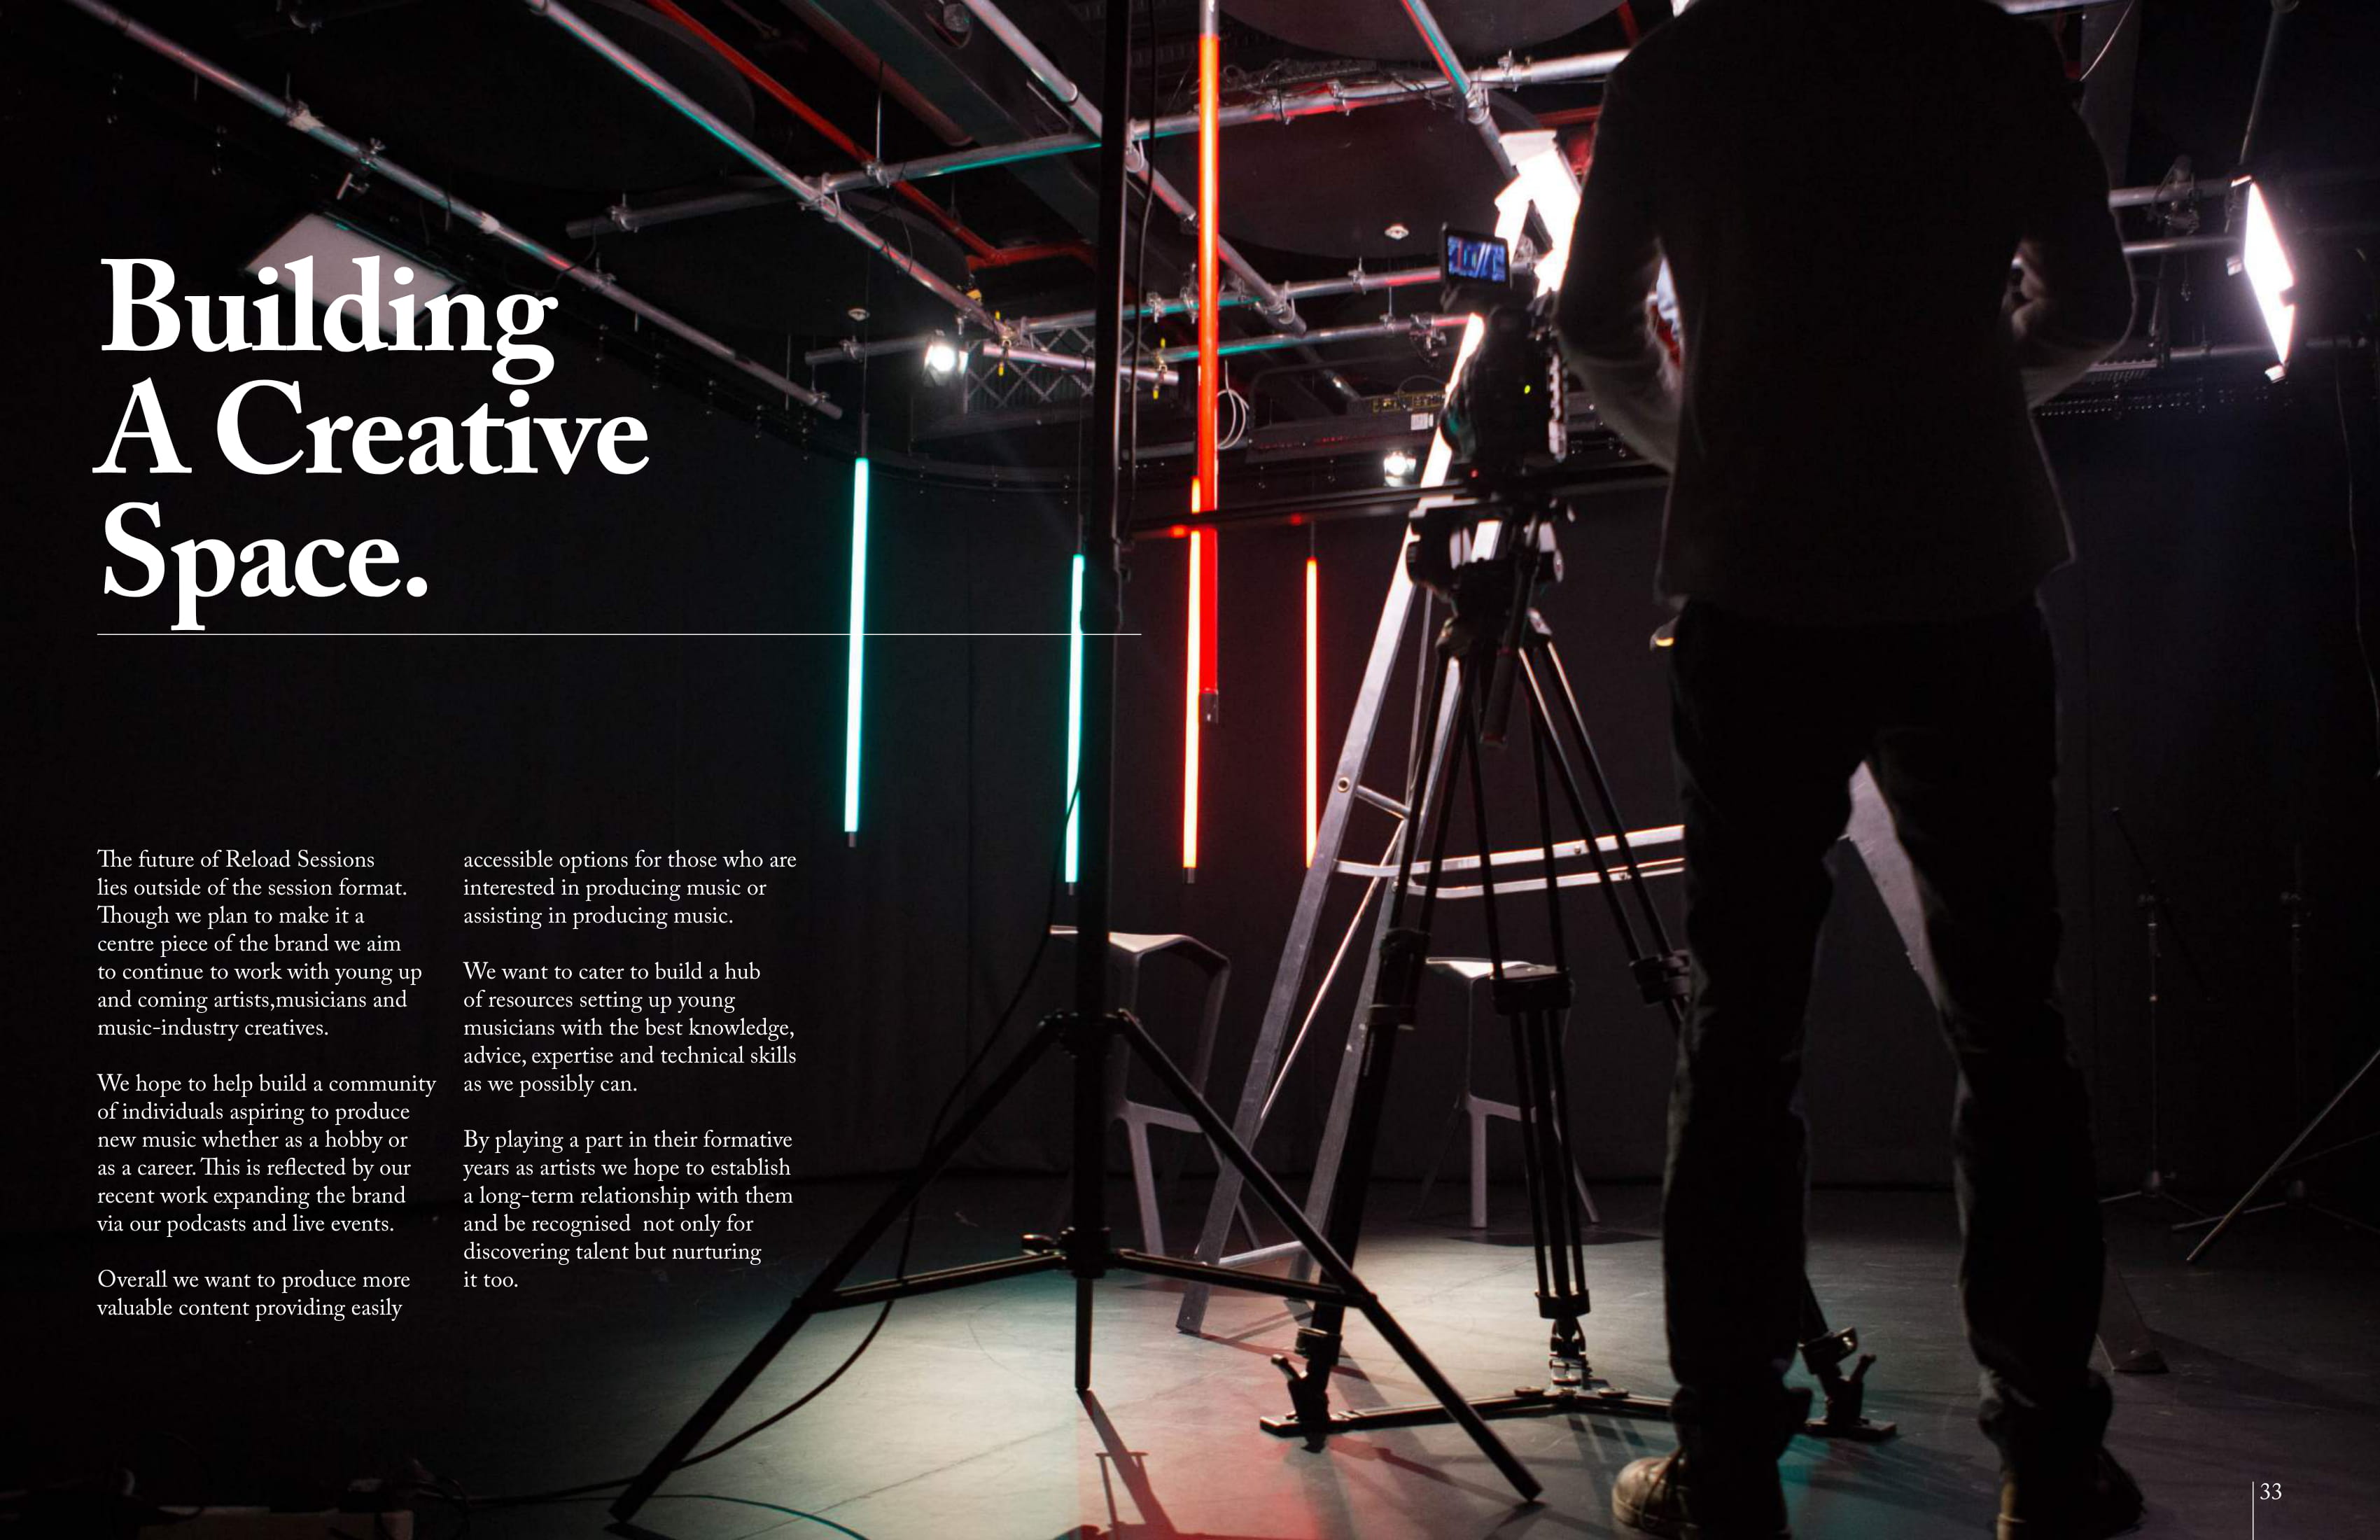 Building
A Creative
Space.
The future of Reload Sessions
lies outside of the session format.
Though we plan to make it a
centre piece of the brand we aim
to continue to work with young up
and coming artists,musicians and
music-industry creatives.
We hope to help build a community
of individuals aspiring to produce
new music whether as a hobby or
as a career. This is reflected by our
recent work expanding the brand
via our podcasts and live events.
Overall we want to produce more
valuable content providing easily
accessible options for those who are
interested in producing music or
assisting in producing music.
We want to cater to build a hub
of resources setting up young
musicians with the best knowledge,
advice, expertise and technical skills
as we possibly can.
By playing a part in their formative
years as artists we hope to establish
a long-term relationship with them
and be recognised  not only for
discovering talent but nurturing
it too.
33